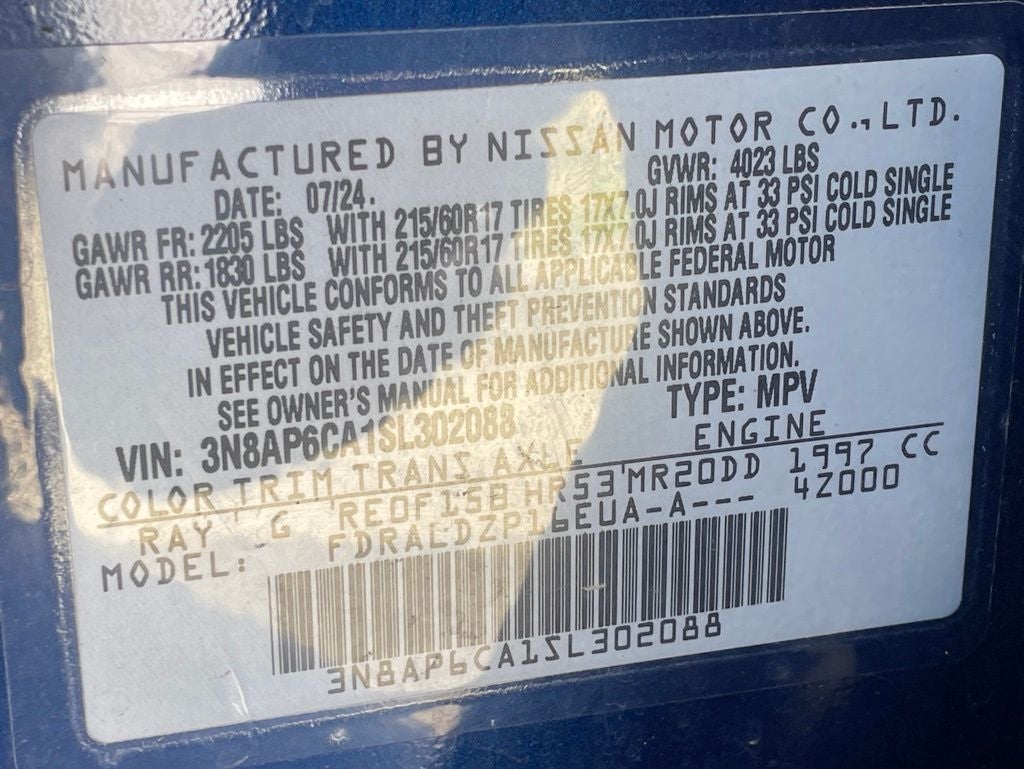 MANUFACTURED BY NISSAN MOTOR CO.,LTD.
DATE: 07/24. GVWR: 4023 LBS
GAWR FR: 2205 LBS WITH 215/60R17 TIRES 17X7.0J RIMS AT 33 PSI COLD SINGLE
GAWR RR: 1830 LBS WITH 215/60R17 TIRES 17X7.0J RIMS AT 33 PSI COLD SINGLE
THIS VEHICLE CONFORMS TO ALL APPLICABLE FEDERAL MOTOR
VEHICLE SAFETY AND THEFT PREVENTION STANDARDS
IN EFFECT ON THE DATE OF MANUFACTURE SHOWN ABOVE.
SEE OWNER'S MANUAL FOR ADDITIONAL INFORMATION.
VIN: 3N8AP6CA1SL302088 TYPE: MPV
COLOR TRIM TRANS AXLE ENGINE
RAY G RE0F15B HR53 MR20DD 1997 CC
MODEL: FDRALDZP16EUA-A--- 4Z000
3N8AP6CA1SL302088